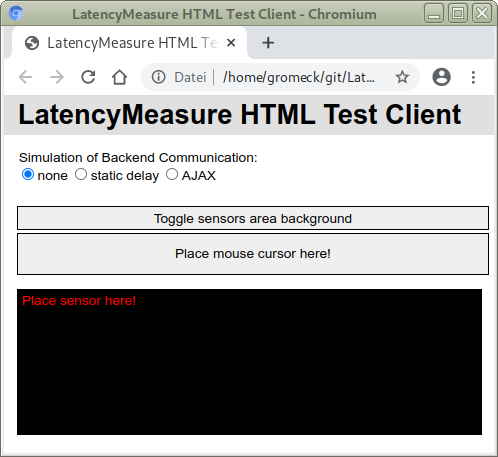 LatencyMeasure HTML Test Client - Chromium
LatencyMeasure HTML Te
Datei | /home/gromeck/git/Lat...
LatencyMeasure HTML Test Client
Simulation of Backend Communication:
none static delay AJAX
Toggle sensors area background
Place mouse cursor here!
Place sensor here!